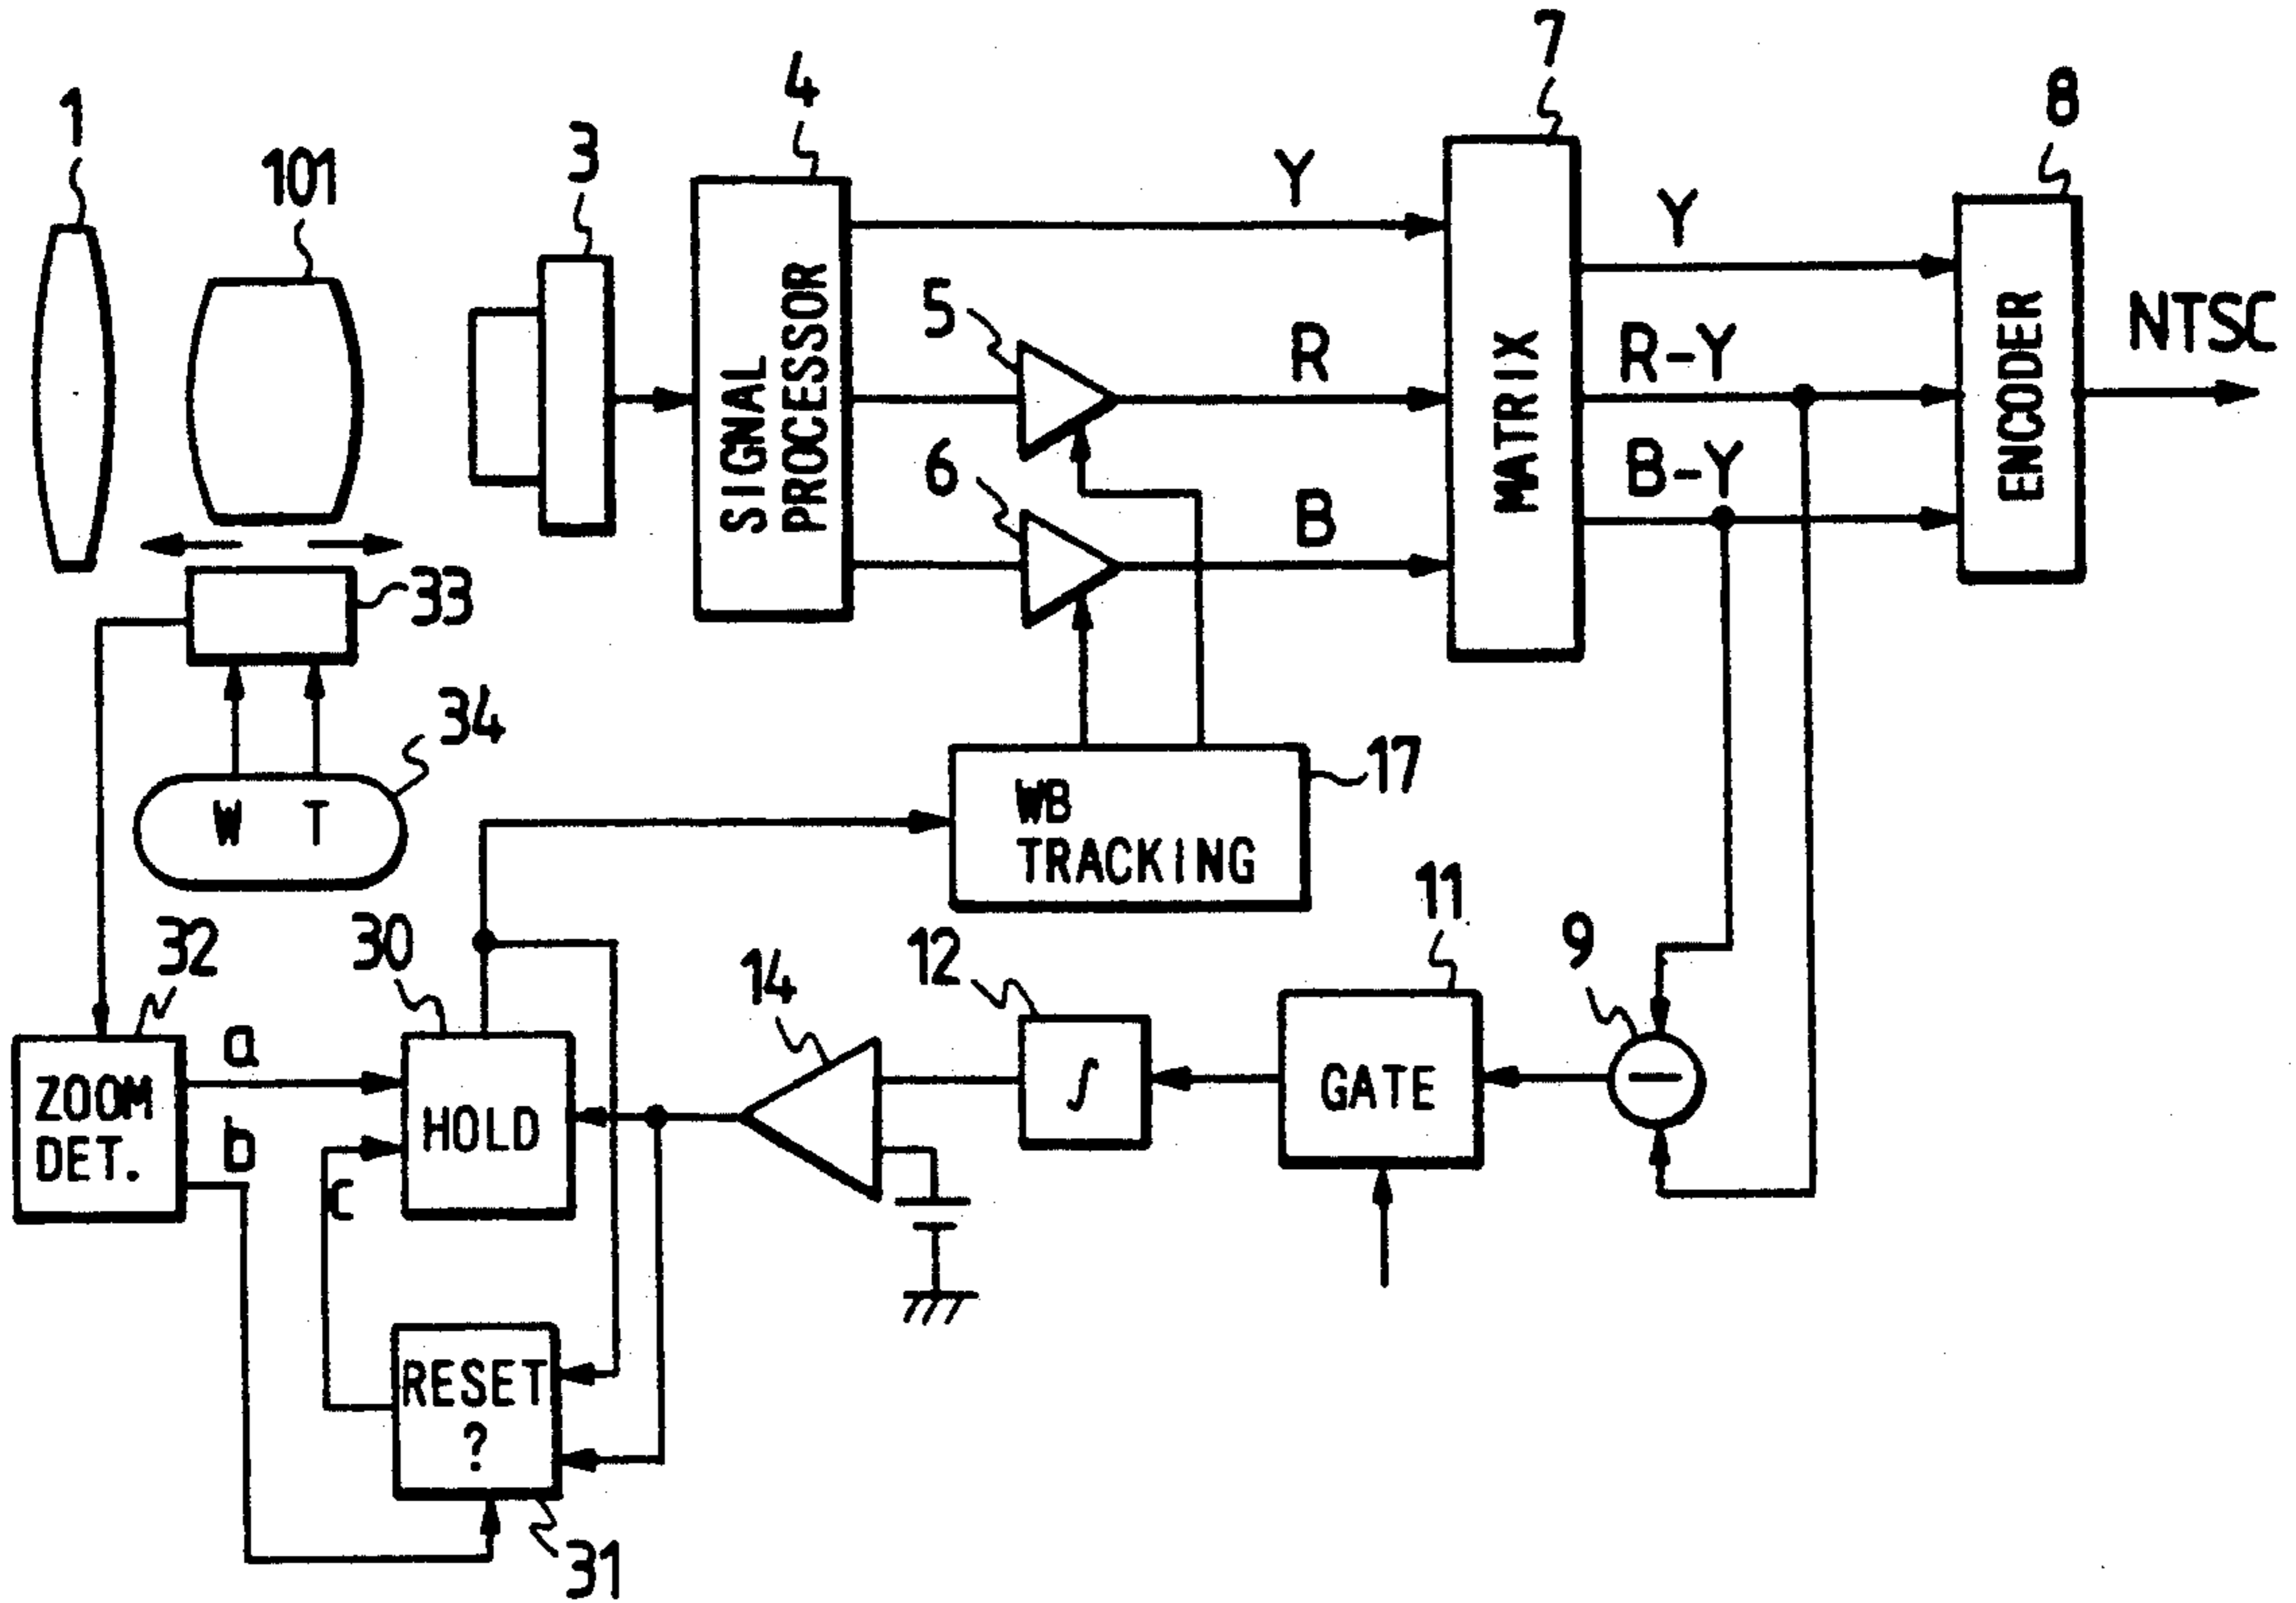 1
101
3
4
7
8
Y
Y
5
R
R-Y
NTSC
6
B
B-Y
SIGNAL
PROCESSOR
MATRIX
ENCODER
33
34
W T
17
WB
TRACKING
32
30
14
12
11
9
a
b
c
ZOOM
DET.
HOLD
∫
GATE
−
RESET
?
31